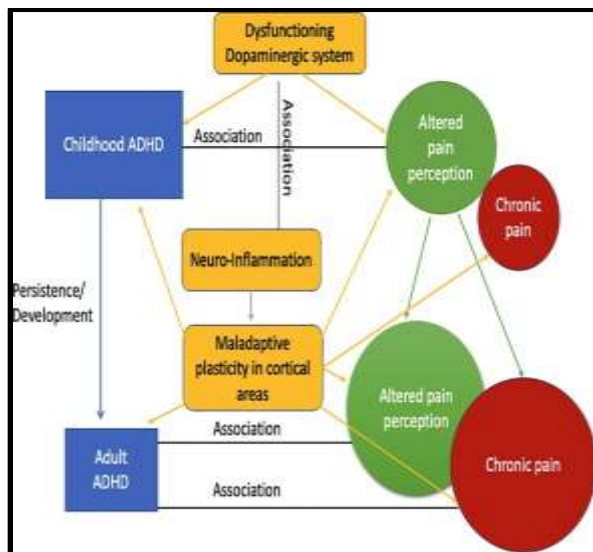 Dysfunctioning
Dopaminergic system
Childhood ADHD
Association
Association
Altered
pain
perception
Chronic
pain
Neuro-Inflammation
Persistence/
Development
Maladaptive
plasticity in cortical
areas
Altered pain
perception
Adult
ADHD
Association
Association
Chronic pain